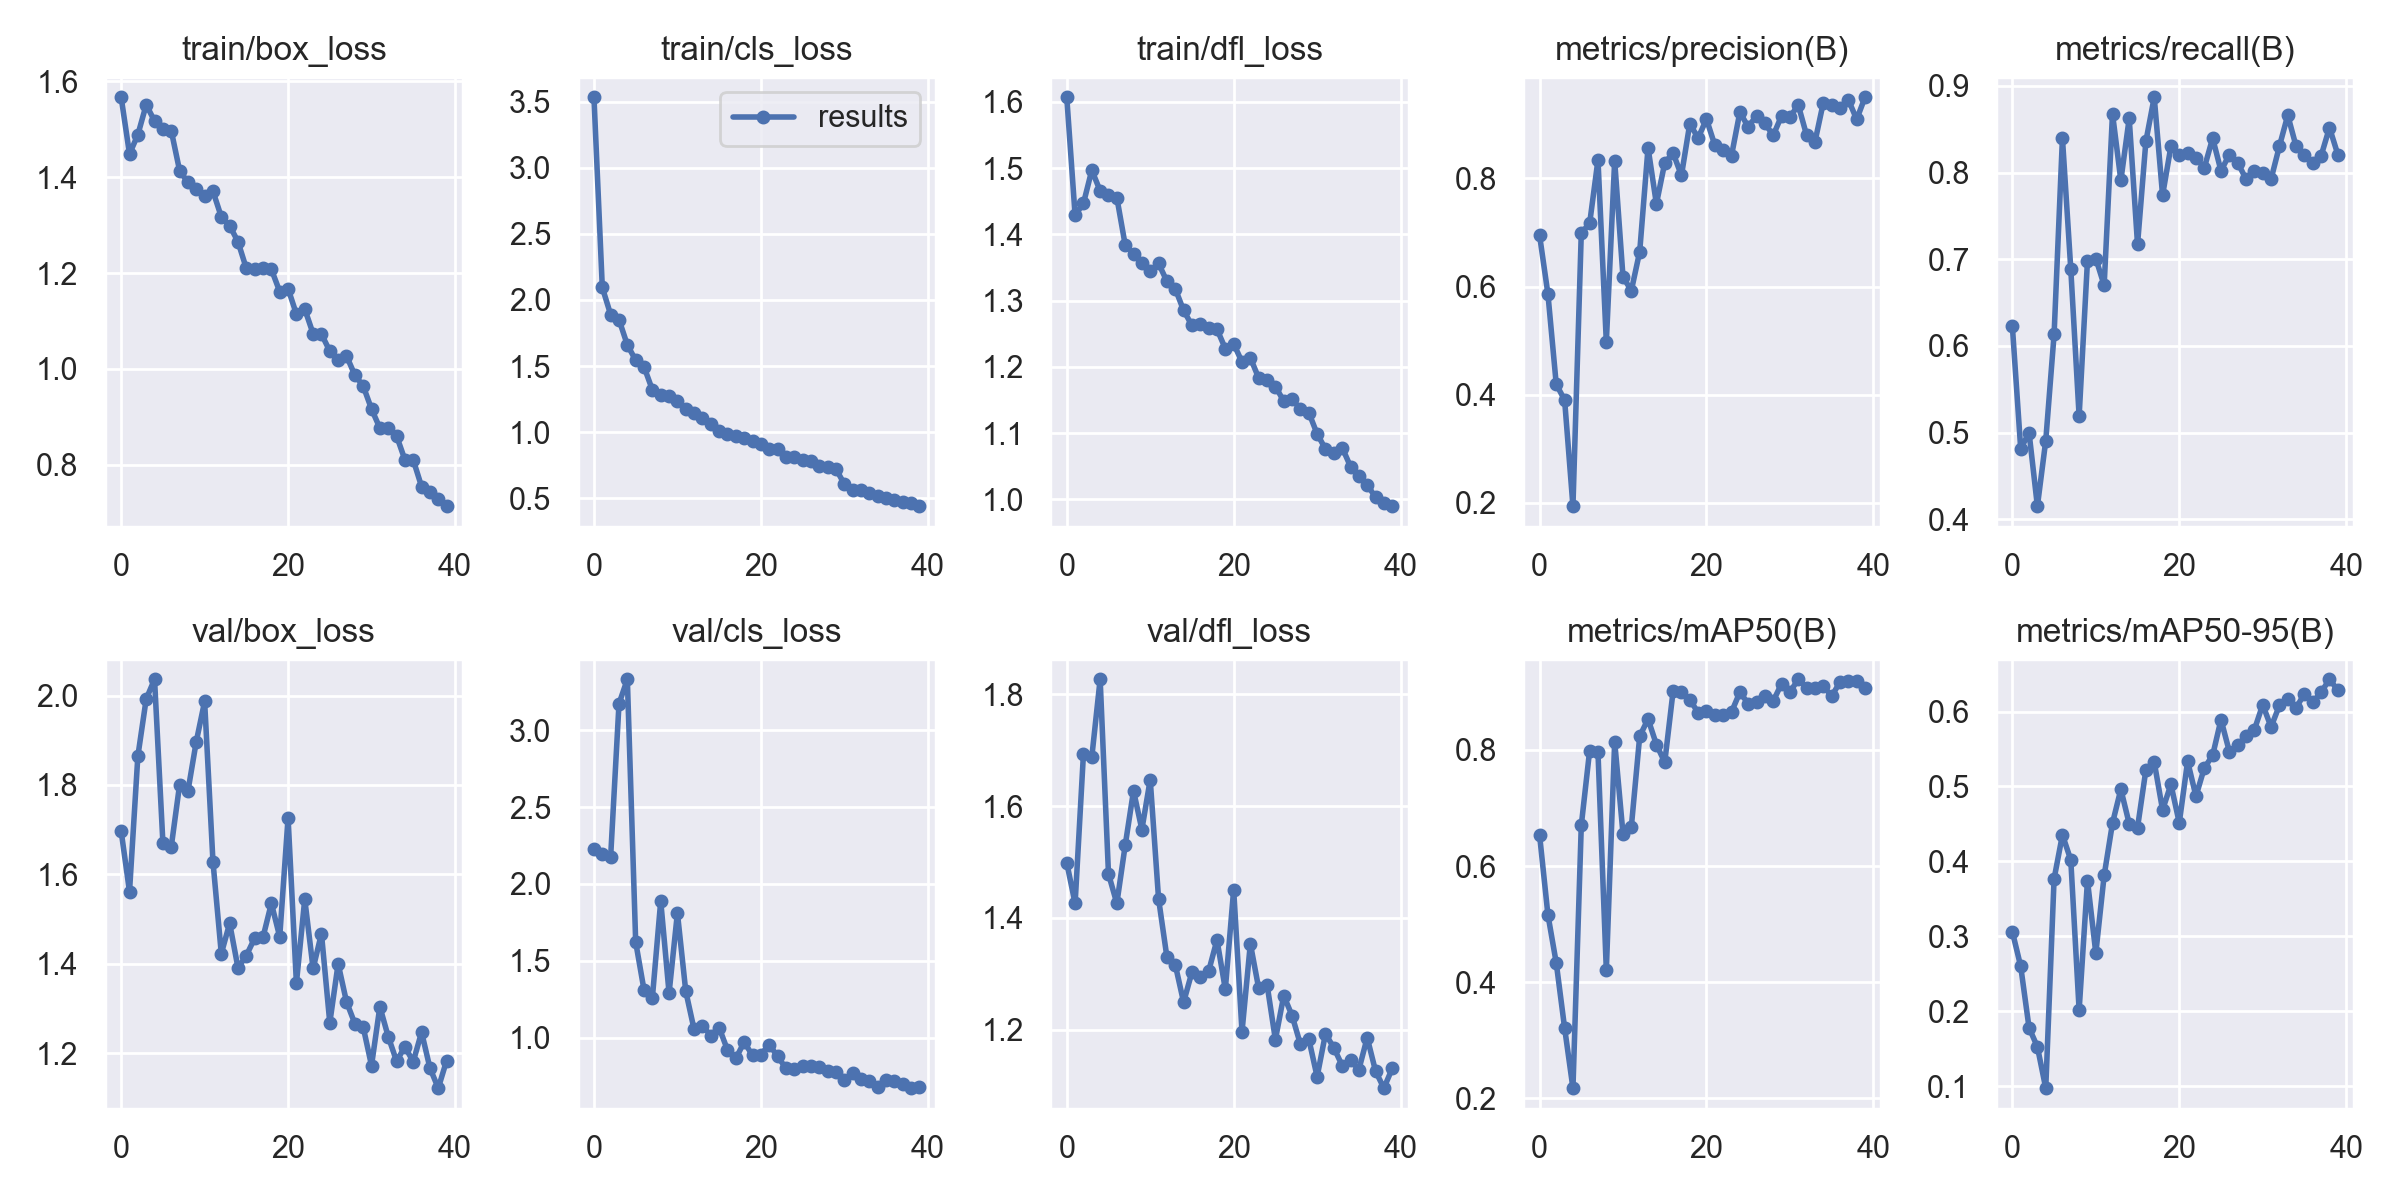 train/box_loss
1.6
1.4
1.2
1.0
0.8
0 20 40
train/cls_loss
results
3.5
3.0
2.5
2.0
1.5
1.0
0.5
0 20 40
train/dfl_loss
1.6
1.5
1.4
1.3
1.2
1.1
1.0
0 20 40
metrics/precision(B)
0.8
0.6
0.4
0.2
0 20 40
metrics/recall(B)
0.9
0.8
0.7
0.6
0.5
0.4
0 20 40
val/box_loss
2.0
1.8
1.6
1.4
1.2
0 20 40
val/cls_loss
3.0
2.5
2.0
1.5
1.0
0 20 40
val/dfl_loss
1.8
1.6
1.4
1.2
0 20 40
metrics/mAP50(B)
0.8
0.6
0.4
0.2
0 20 40
metrics/mAP50-95(B)
0.6
0.5
0.4
0.3
0.2
0.1
0 20 40